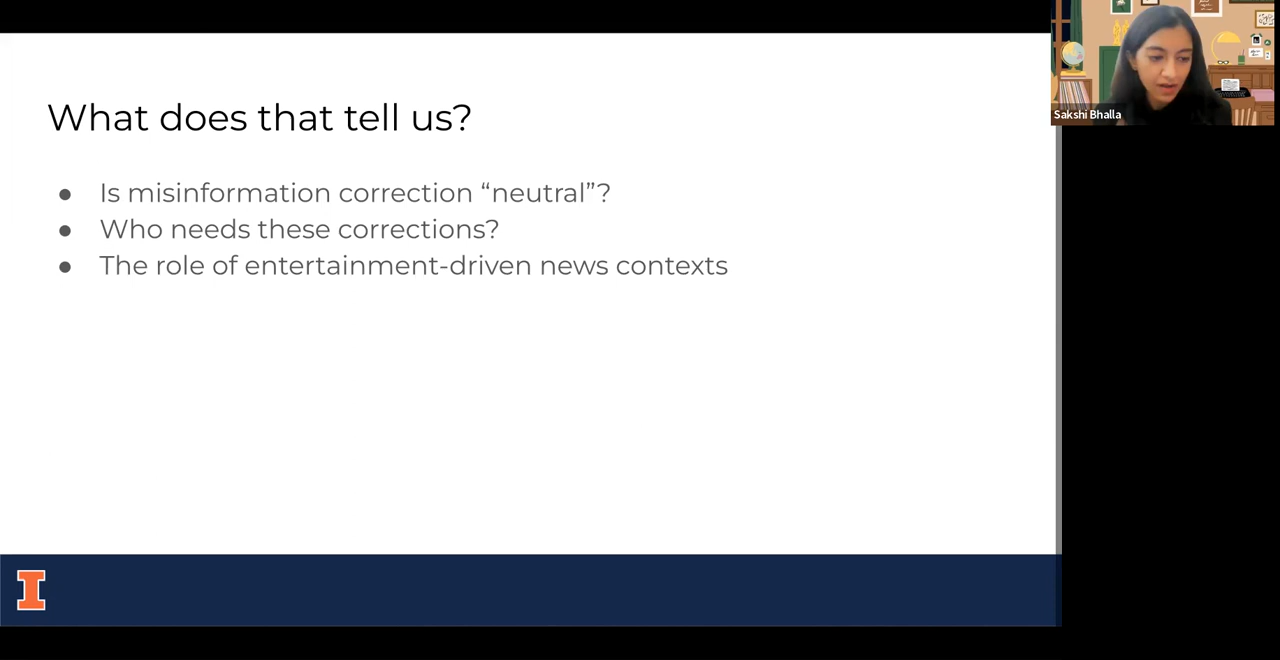 What does that tell us?
● Is misinformation correction “neutral”?
● Who needs these corrections?
● The role of entertainment-driven news contexts
Sakshi Bhalla
I